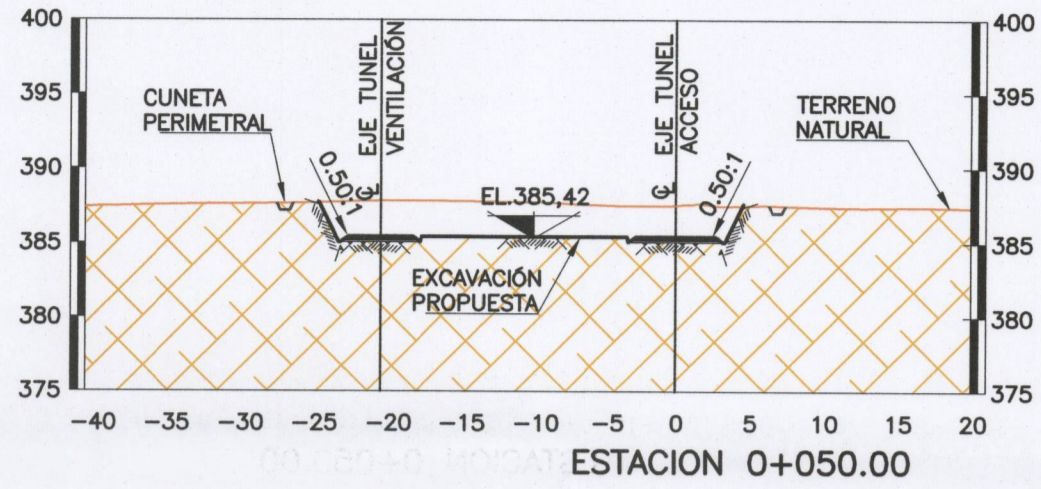 400
395
390
385
380
375
400
395
390
385
380
375
CUNETA
PERIMETRAL
0.50:1
EJE TUNEL
VENTILACIÓN
EL.385,42
EXCAVACIÓN
PROPUESTA
EJE TUNEL
ACCESO
0.50:1
TERRENO
NATURAL
-40 -35 -30 -25 -20 -15 -10 -5 0 5 10 15 20
ESTACION 0+050.00